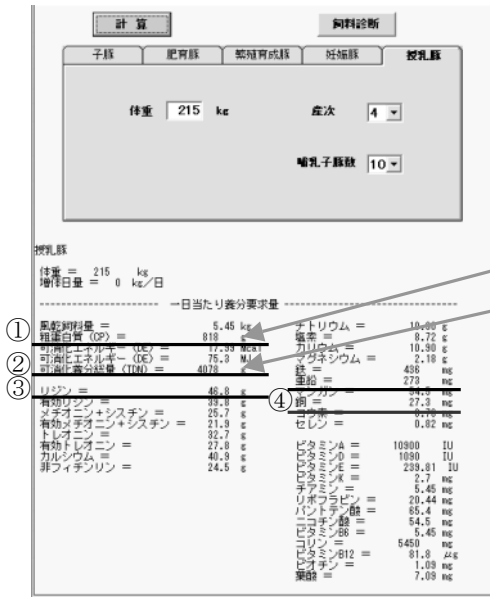 計 算
飼料診断
子豚 肥育豚 繁殖育成豚 妊娠豚 授乳豚
体重 215 kg 産次 4
哺乳子豚数 10
授乳豚
体重 = 215 kg
増体日量 = 0 kg/日
一日当たり養分要求量
① 風乾飼料量 = 5.45 kg
粗蛋白質 (CP) = 818 g
② 可消化エネルギー (DE) = 17.99 Mcal
可消化エネルギー (DE) = 75.3 MJ
③ 可消化養分総量 (TDN) = 4078 g
リジン = 46.8 g
有効リジン = 39.8 g
メチオニン+シスチン = 25.7 g
有効メチオニン+シスチン = 21.9 g
トレオニン = 32.7 g
有効トレオニン = 27.8 g
カルシウム = 40.9 g
非フィチンリン = 24.5 g
ナトリウム = g
塩素 = 8.72 g
カリウム = 10.90 g
マグネシウム = 2.18 g
鉄 = 436 mg
亜鉛 = 273 mg
マンガン = 54.5 mg
④ 銅 = 27.3 mg
ヨウ素 = 0.76 mg
セレン = 0.82 mg
ビタミンA = 10900 IU
ビタミンD = 1090 IU
ビタミンE = 239.81 IU
ビタミンK = 2.7 mg
チアミン = 5.45 mg
リボフラビン = 20.44 mg
パントテン酸 = 65.4 mg
ニコチン酸 = 54.5 mg
ビタミンB6 = 5.45 mg
コリン = 5450 mg
ビタミンB12 = 81.8 μg
ビオチン = 1.09 mg
葉酸 = 7.09 mg